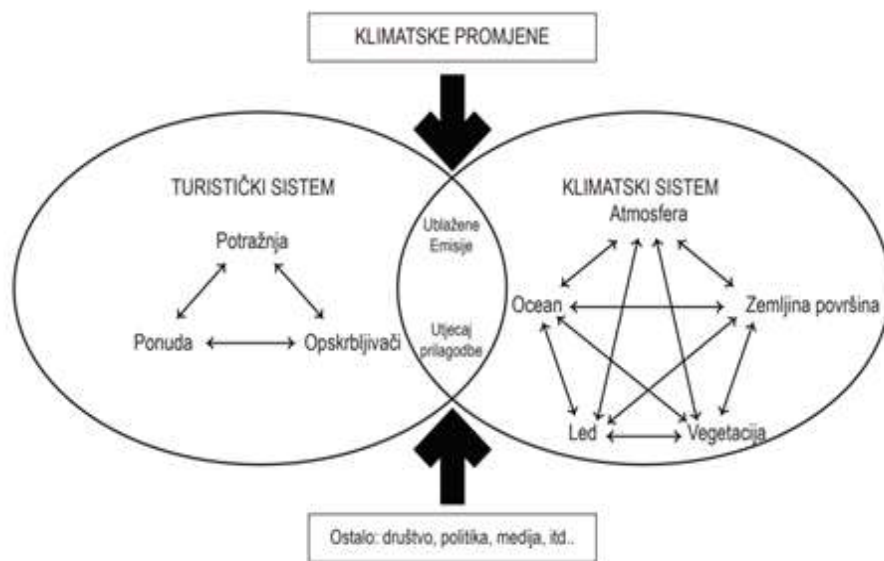 KLIMATSKE PROMJENE
TURISTIČKI SISTEM
Potražnja
Ponuda
Opskrbljivači
Ublažene
Emisije
Utjecaj
prilagodbe
KLIMATSKI SISTEM
Atmosfera
Ocean
Zemljina površina
Led
Vegetacija
Ostalo: društvo, politika, medija, itd..